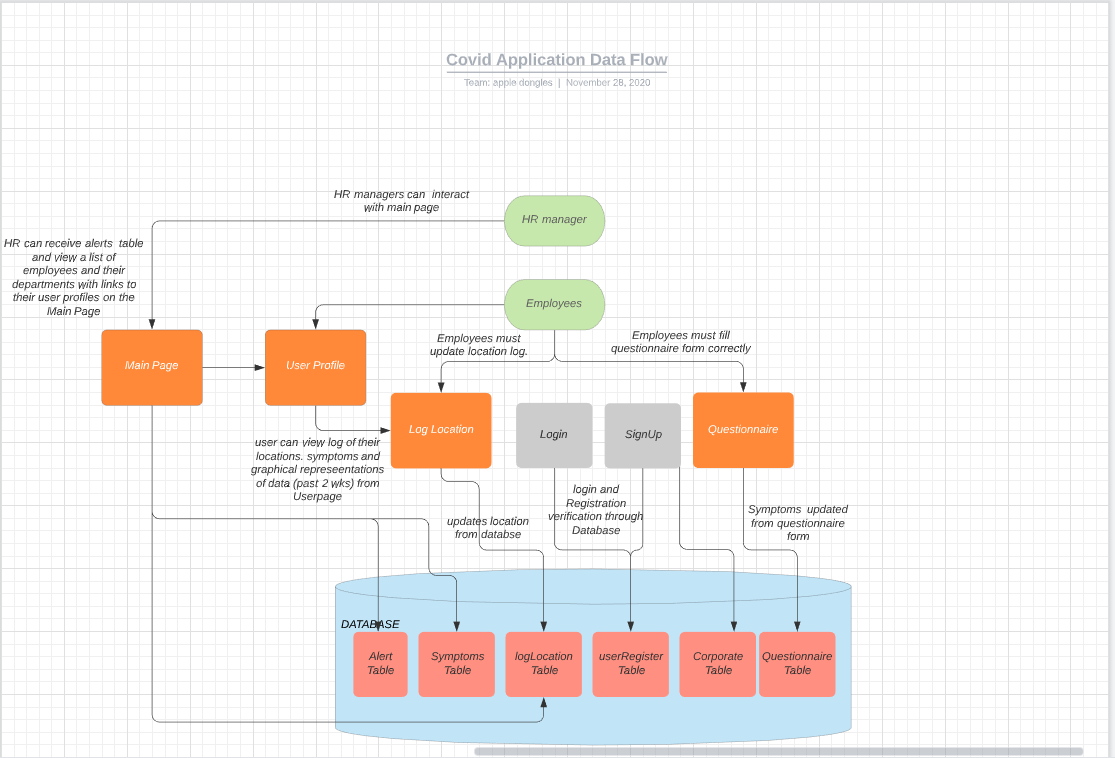 Covid Application Data Flow
Team: apple dongles | November 28, 2020
HR managers can interact
with main page
HR manager
HR can receive alerts table
and view a list of
employees and their
departments with links to
their user profiles on the
Main Page
Employees
Employees must
update location log.
Employees must fill
questionnaire form correctly
Main Page
User Profile
Log Location
Login
SignUp
Questionnaire
user can view log of their
locations. symptoms and
graphical represeentations
of data (past 2 wks) from
Userpage
updates location
from databse
login and
Registration
verification through
Database
Symptoms updated
from questionnaire
form
DATABASE
Alert
Table
Symptoms
Table
logLocation
Table
userRegister
Table
Corporate
Table
Questionnaire
Table